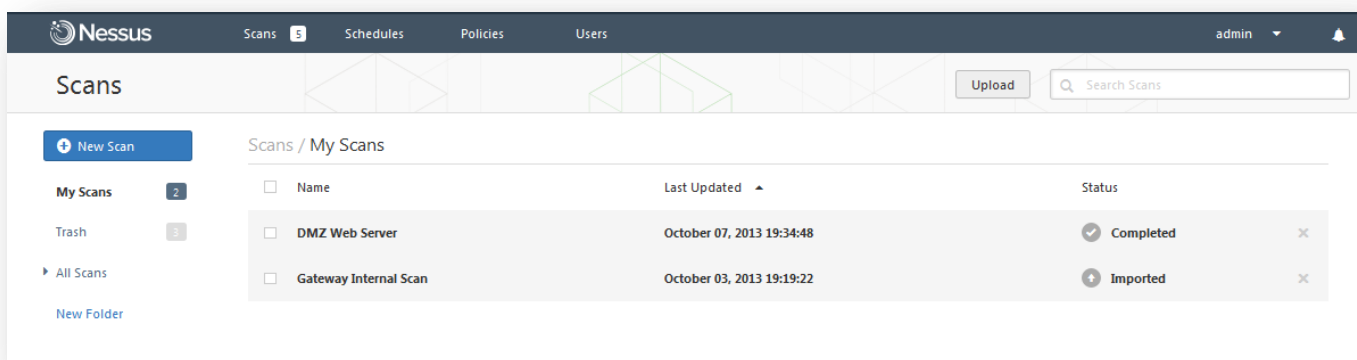 Nessus Scans 5 Schedules Policies Users admin
Scans Upload Search Scans
New Scan
Scans / My Scans
My Scans 2
Name Last Updated Status
Trash 3
DMZ Web Server October 07, 2013 19:34:48 Completed
All Scans
Gateway Internal Scan October 03, 2013 19:19:22 Imported
New Folder